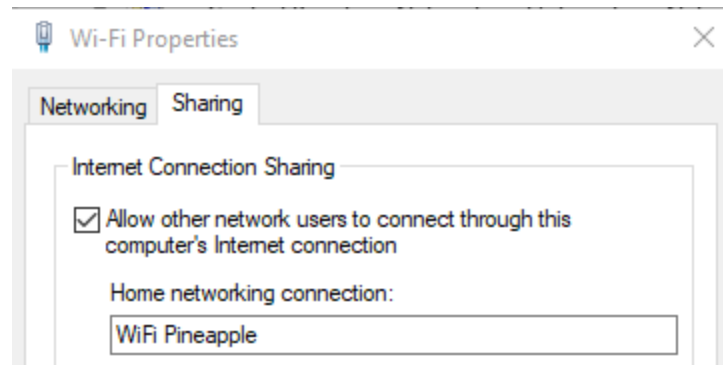 Wi-Fi Properties
Networking
Sharing
Internet Connection Sharing
Allow other network users to connect through this
computer's Internet connection
Home networking connection:
WiFi Pineapple